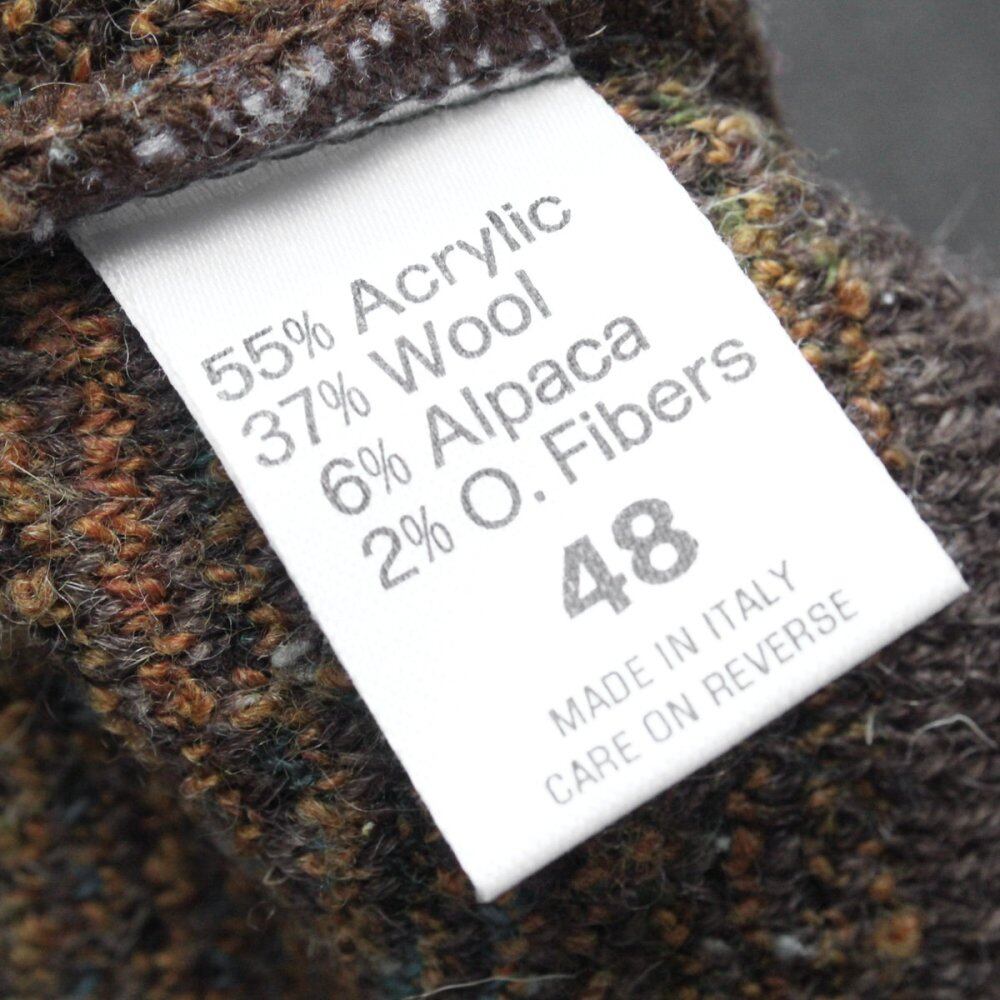 55% Acrylic
37% Wool
6% Alpaca
2% O. Fibers
48
MADE IN ITALY
CARE ON REVERSE